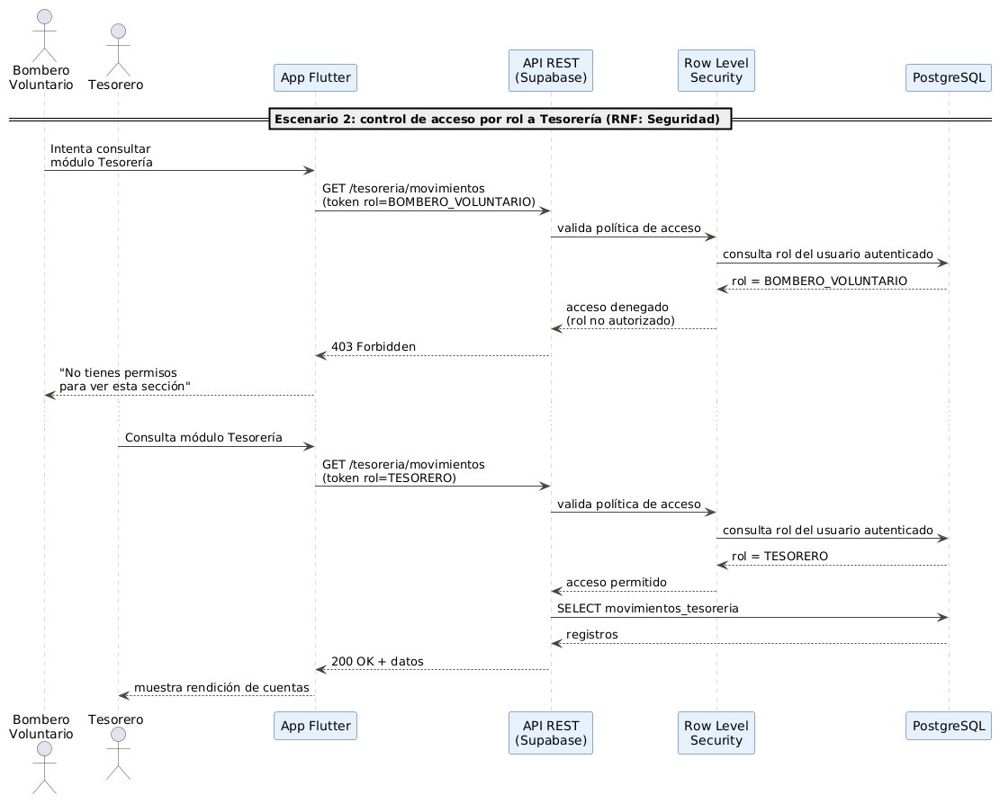 Bombero
Voluntario
Tesorero
App Flutter
API REST
(Supabase)
Row Level
Security
PostgreSQL
Escenario 2: control de acceso por rol a Tesorería (RNF: Seguridad)
Intenta consultar
módulo Tesorería
GET /tesoreria/movimientos
(token rol=BOMBERO_VOLUNTARIO)
valida política de acceso
consulta rol del usuario autenticado
rol = BOMBERO_VOLUNTARIO
acceso denegado
(rol no autorizado)
403 Forbidden
"No tienes permisos
para ver esta sección"
Consulta módulo Tesorería
GET /tesoreria/movimientos
(token rol=TESORERO)
valida política de acceso
consulta rol del usuario autenticado
rol = TESORERO
acceso permitido
SELECT movimientos_tesoreria
registros
200 OK + datos
muestra rendición de cuentas
Bombero
Voluntario
Tesorero
App Flutter
API REST
(Supabase)
Row Level
Security
PostgreSQL